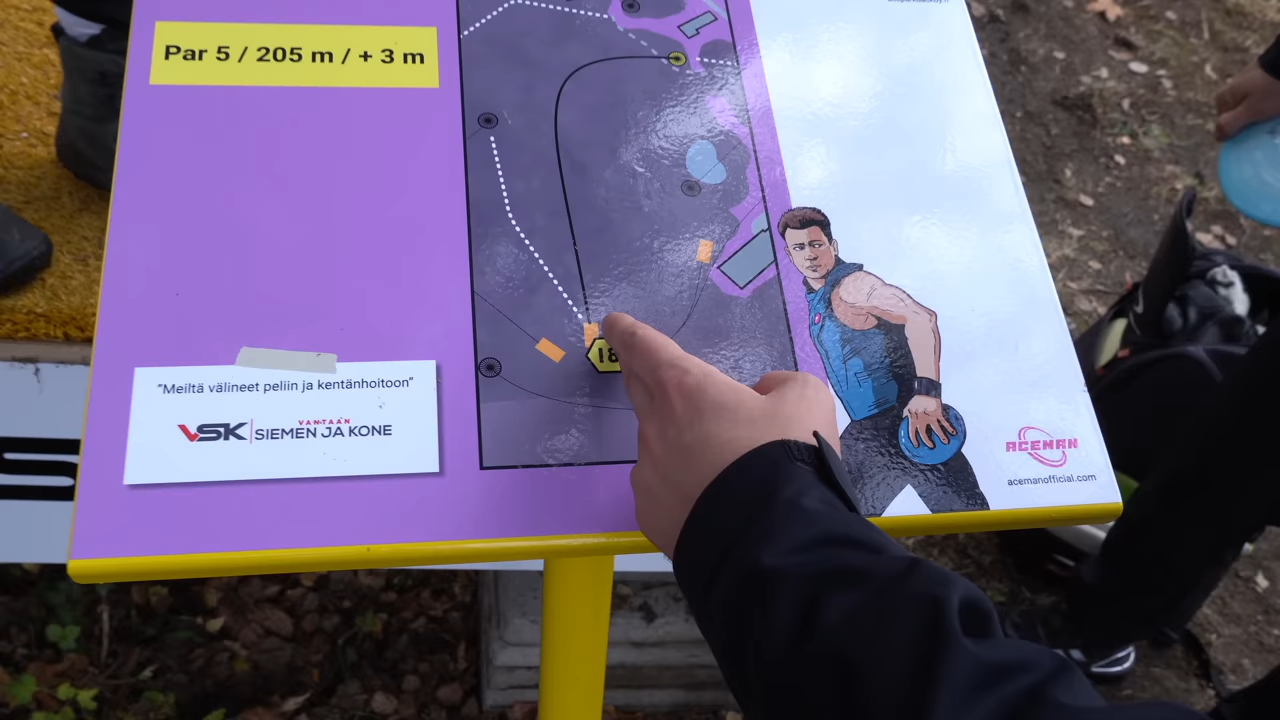 Par 5 / 205 m / + 3 m
18
"Meiltä välineet peliin ja kentänhoitoon"
VSK
VANTAAN
SIEMEN JA KONE
ACEMAN
acemanofficial.com